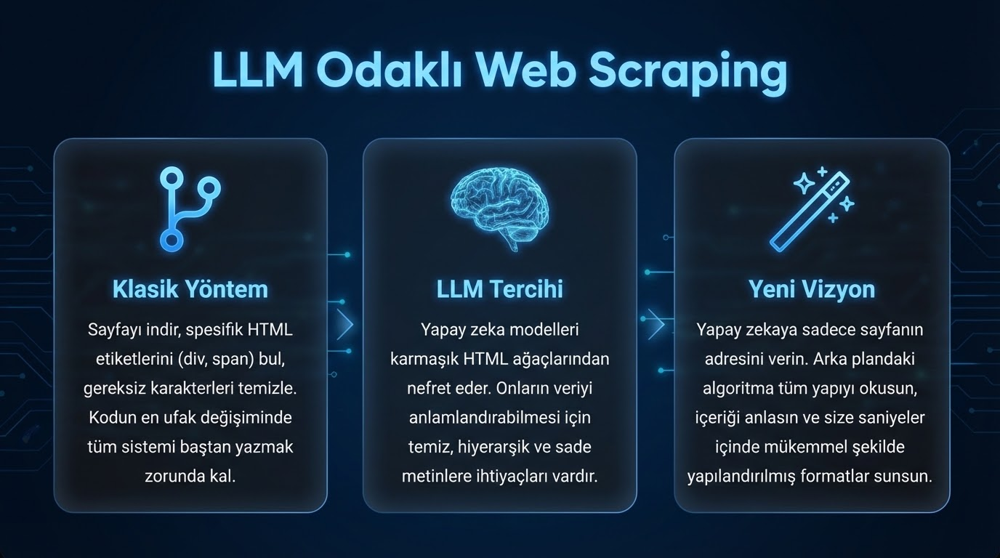 LLM Odaklı Web Scraping
Klasik Yöntem
Sayfayı indir, spesifik HTML
etiketlerini (div, span) bul,
gereksiz karakterleri temizle.
Kodun en ufak değişiminde
tüm sistemi baştan yazmak
zorunda kal.
LLM Tercihi
Yapay zeka modelleri
karmaşık HTML ağaçlarından
nefret eder. Onların veriyi
anlamlandırabilmesi için
temiz, hiyerarşik ve sade
metinlere ihtiyaçları vardır.
Yeni Vizyon
Yapay zekaya sadece sayfanın
adresini verin. Arka plandaki
algoritma tüm yapıyı okusun,
içeriği anlasın ve size saniyeler
içinde mükemmel şekilde
yapılandırılmış formatlar sunsun.